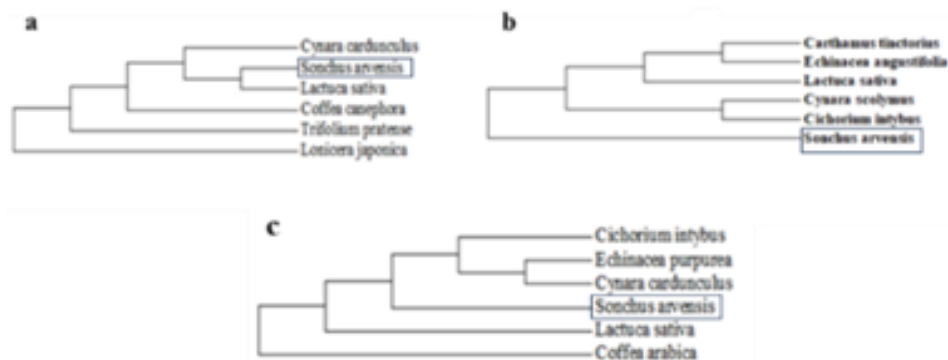 a
Cynara cardunculus
Sonchus arvensis
Lactuca sativa
Coffea canephora
Trifolium pratense
Lonicera japonica
b
Carthamus tinctorius
Echinacea angustifolia
Lactuca sativa
Cynara scolymus
Cichorium intybus
Sonchus arvensis
c
Cichorium intybus
Echinacea purpurea
Cynara cardunculus
Sonchus arvensis
Lactuca sativa
Coffea arabica